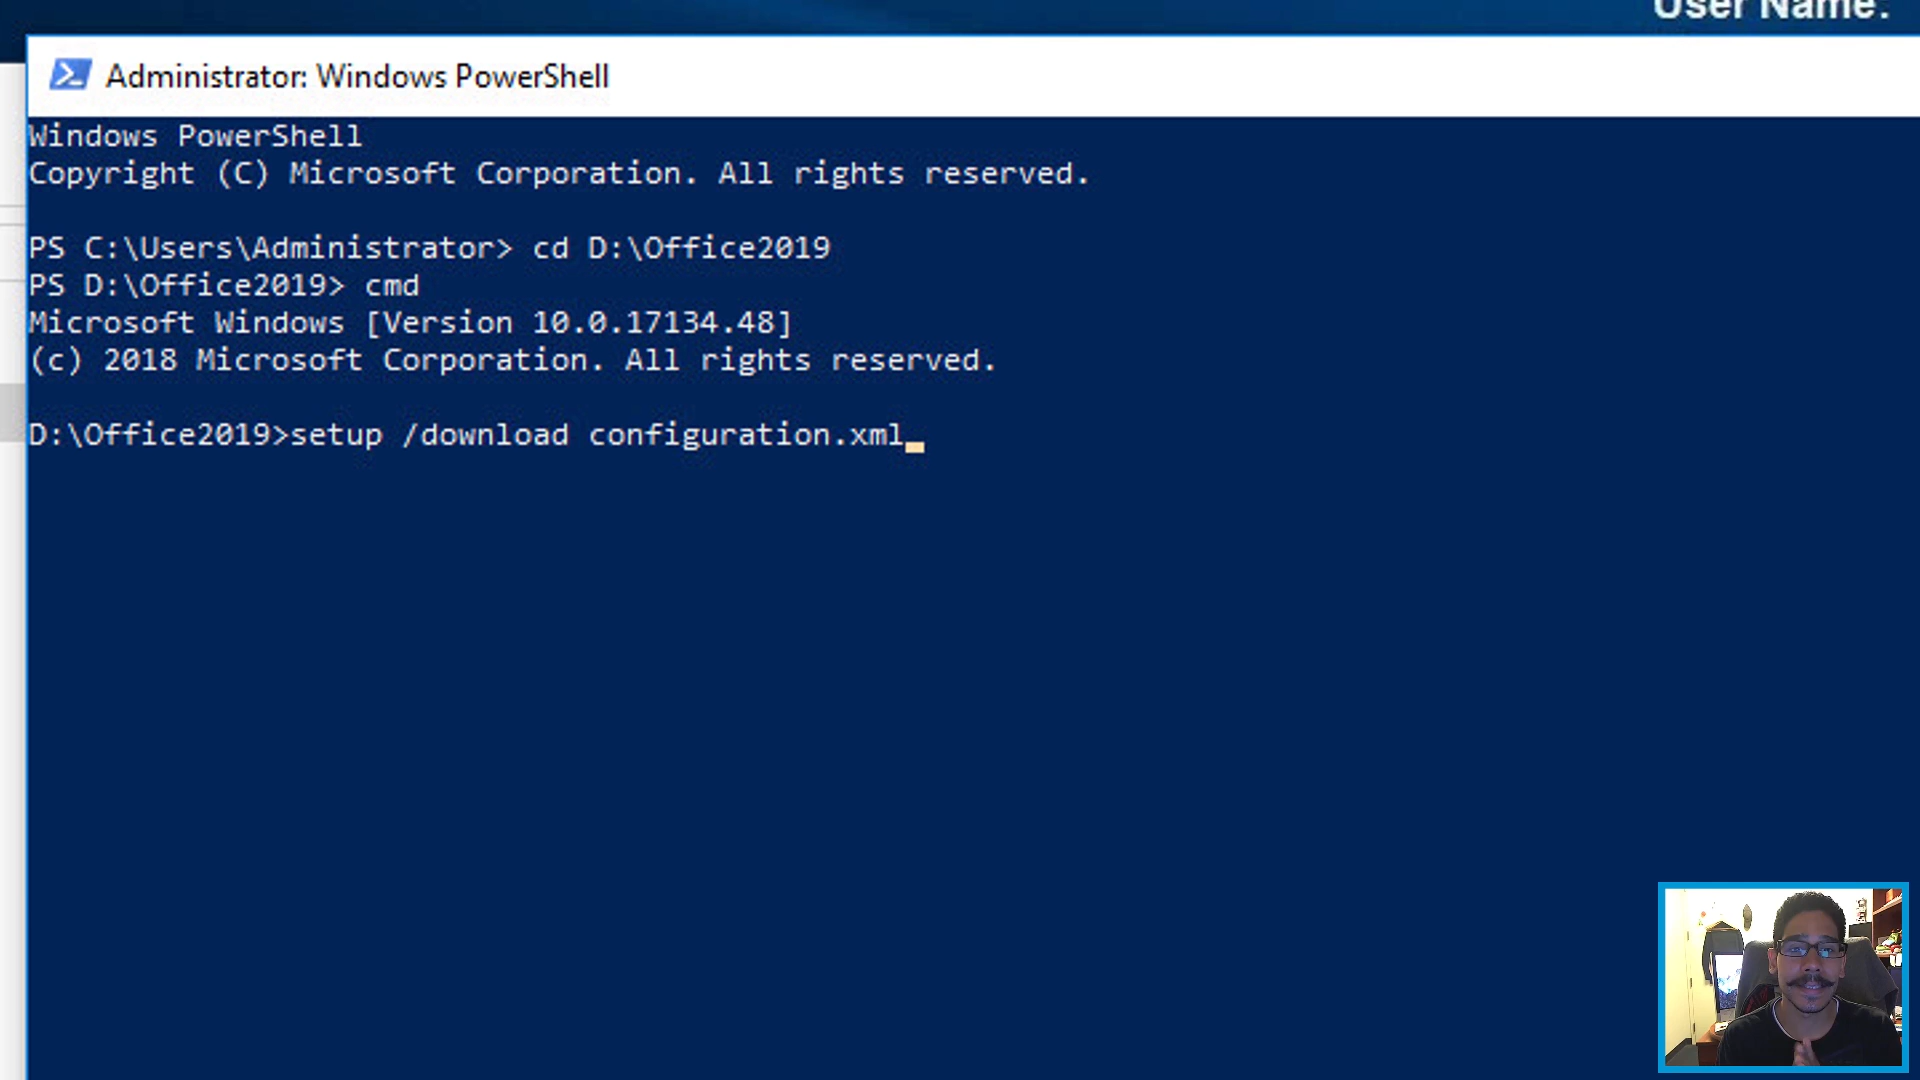 User Name:
Administrator: Windows PowerShell
Windows PowerShell
Copyright (C) Microsoft Corporation. All rights reserved.
PS C:\Users\Administrator> cd D:\Office2019
PS D:\Office2019> cmd
Microsoft Windows [Version 10.0.17134.48]
(c) 2018 Microsoft Corporation. All rights reserved.
D:\Office2019>setup /download configuration.xml